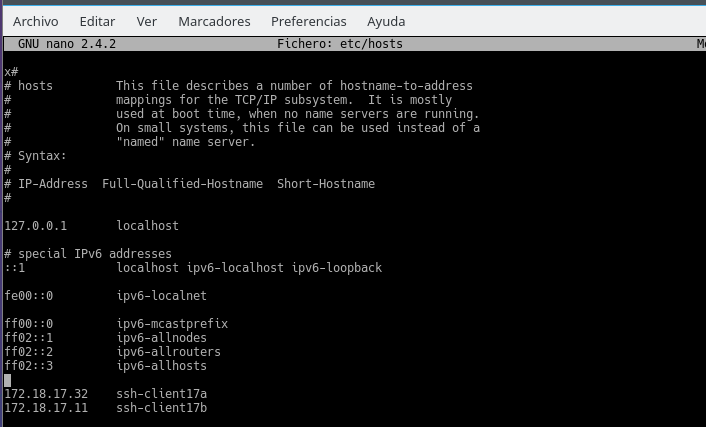 Archivo Editar Ver Marcadores Preferencias Ayuda
GNU nano 2.4.2 Fichero: etc/hosts
x#
# hosts This file describes a number of hostname-to-address
# mappings for the TCP/IP subsystem. It is mostly
# used at boot time, when no name servers are running.
# On small systems, this file can be used instead of a
# "named" name server.
# Syntax:
#
# IP-Address Full-Qualified-Hostname Short-Hostname
#
127.0.0.1 localhost
# special IPv6 addresses
::1 localhost ipv6-localhost ipv6-loopback
fe00::0 ipv6-localnet
ff00::0 ipv6-mcastprefix
ff02::1 ipv6-allnodes
ff02::2 ipv6-allrouters
ff02::3 ipv6-allhosts
172.18.17.32 ssh-client17a
172.18.17.11 ssh-client17b